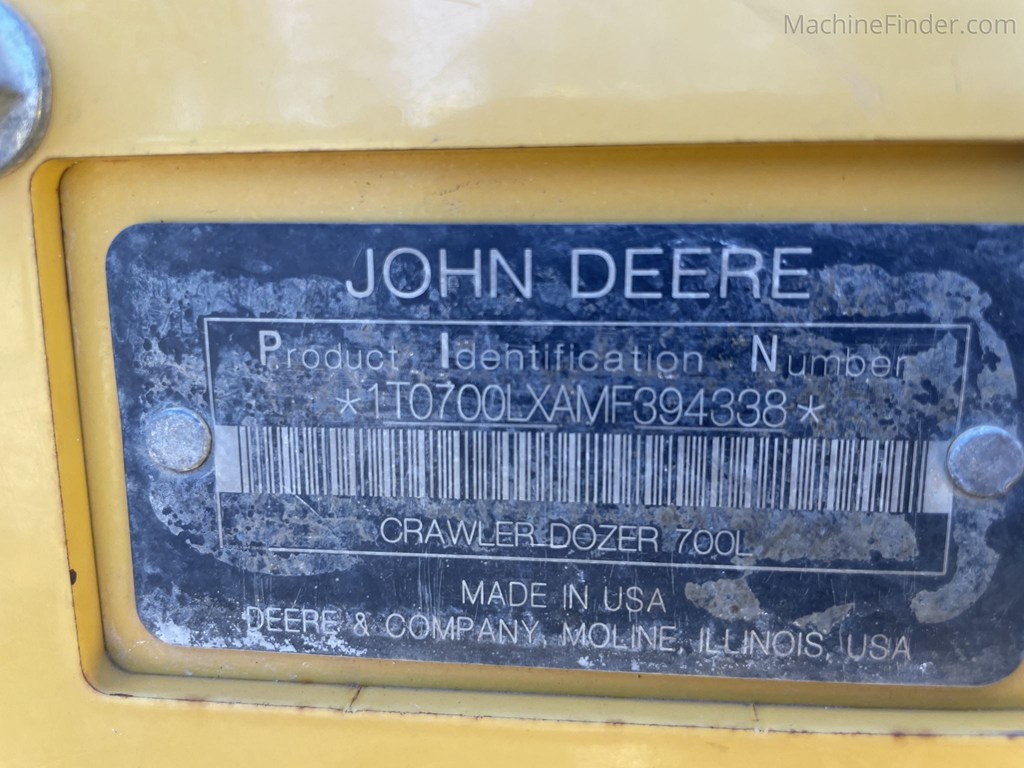 MachineFinder.com
JOHN DEERE
Product Identification Number
*1T0700LXAMF394338*
CRAWLER DOZER 700L
MADE IN USA
DEERE & COMPANY, MOLINE, ILLINOIS, USA